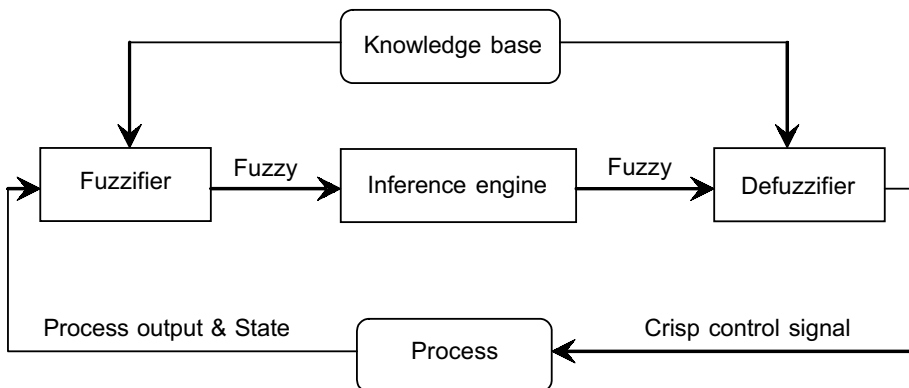 Knowledge base
Fuzzifier
Fuzzy
Inference engine
Fuzzy
Defuzzifier
Process output & State
Process
Crisp control signal